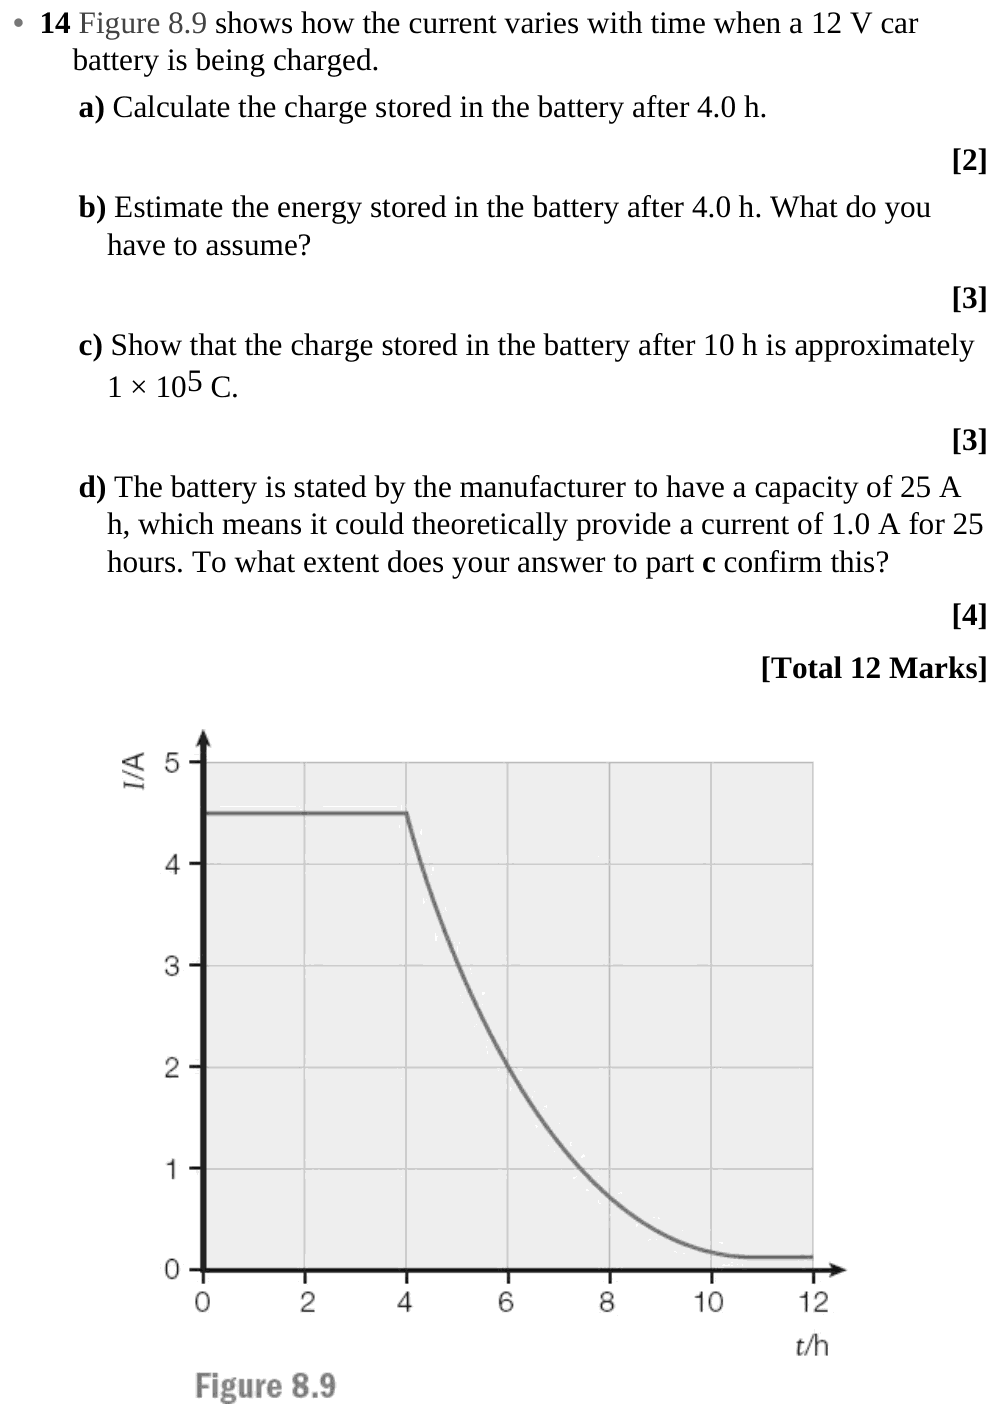 • 14 Figure 8.9 shows how the current varies with time when a 12 V car
battery is being charged.
a) Calculate the charge stored in the battery after 4.0 h.
[2]
b) Estimate the energy stored in the battery after 4.0 h. What do you
have to assume?
[3]
c) Show that the charge stored in the battery after 10 h is approximately
1 × 10⁵ C.
[3]
d) The battery is stated by the manufacturer to have a capacity of 25 A
h, which means it could theoretically provide a current of 1.0 A for 25
hours. To what extent does your answer to part c confirm this?
[4]
[Total 12 Marks]
I/A
5
4
3
2
1
0
0 2 4 6 8 10 12
t/h
Figure 8.9